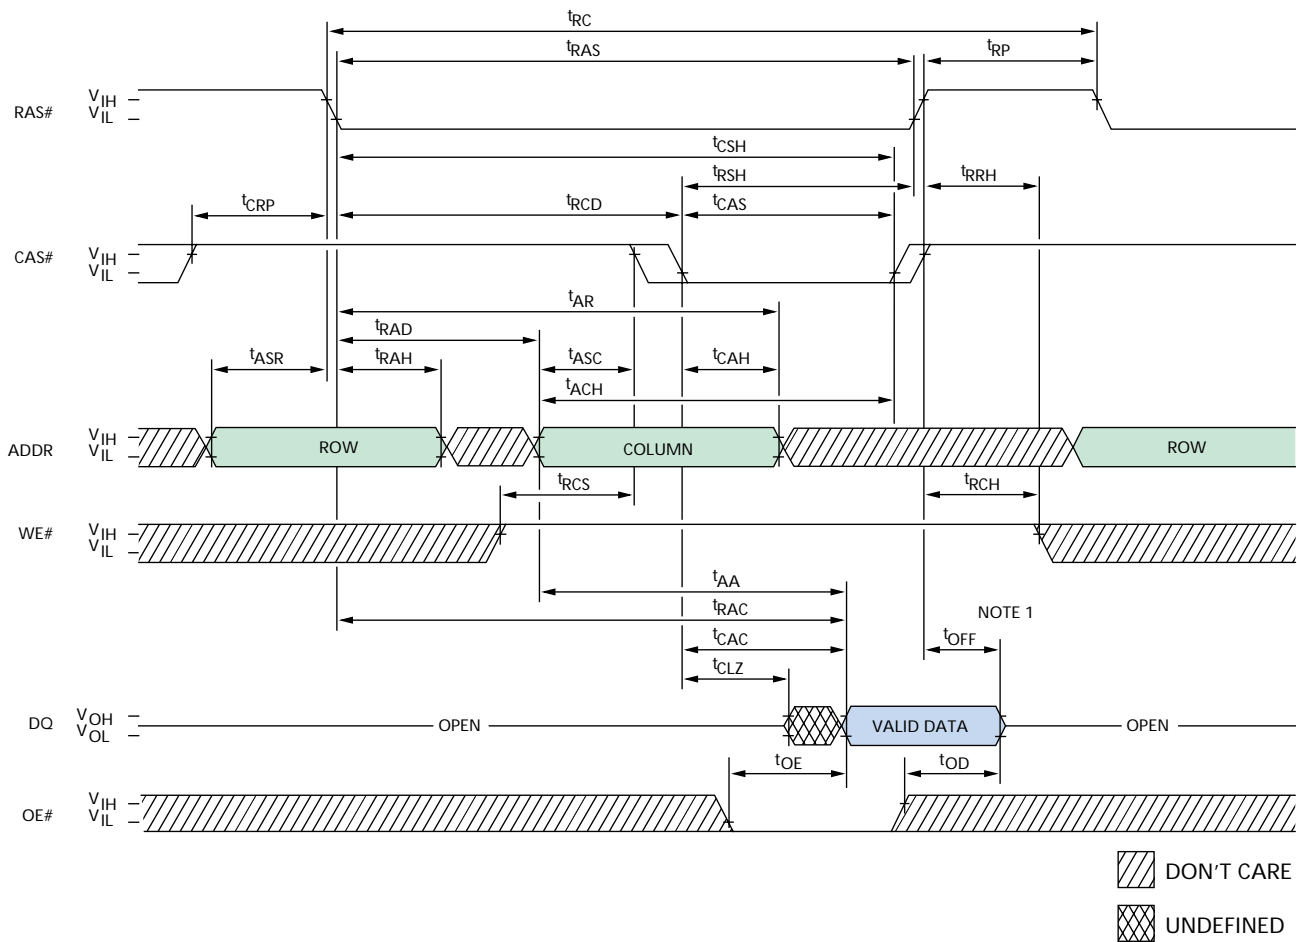 tRC
tRAS
tRP
RAS#
VIH
VIL
tCSH
tRSH
tRRH
tCRP
tRCD
tCAS
CAS#
VIH
VIL
tAR
tRAD
tASR
tRAH
tASC
tCAH
tACH
ADDR
VIH
VIL
ROW
COLUMN
ROW
tRCS
tRCH
WE#
VIH
VIL
tAA
tRAC
NOTE 1
tCAC
tOFF
tCLZ
DQ
VOH
VOL
OPEN
VALID DATA
OPEN
tOE
tOD
OE#
VIH
VIL
DON'T CARE
UNDEFINED